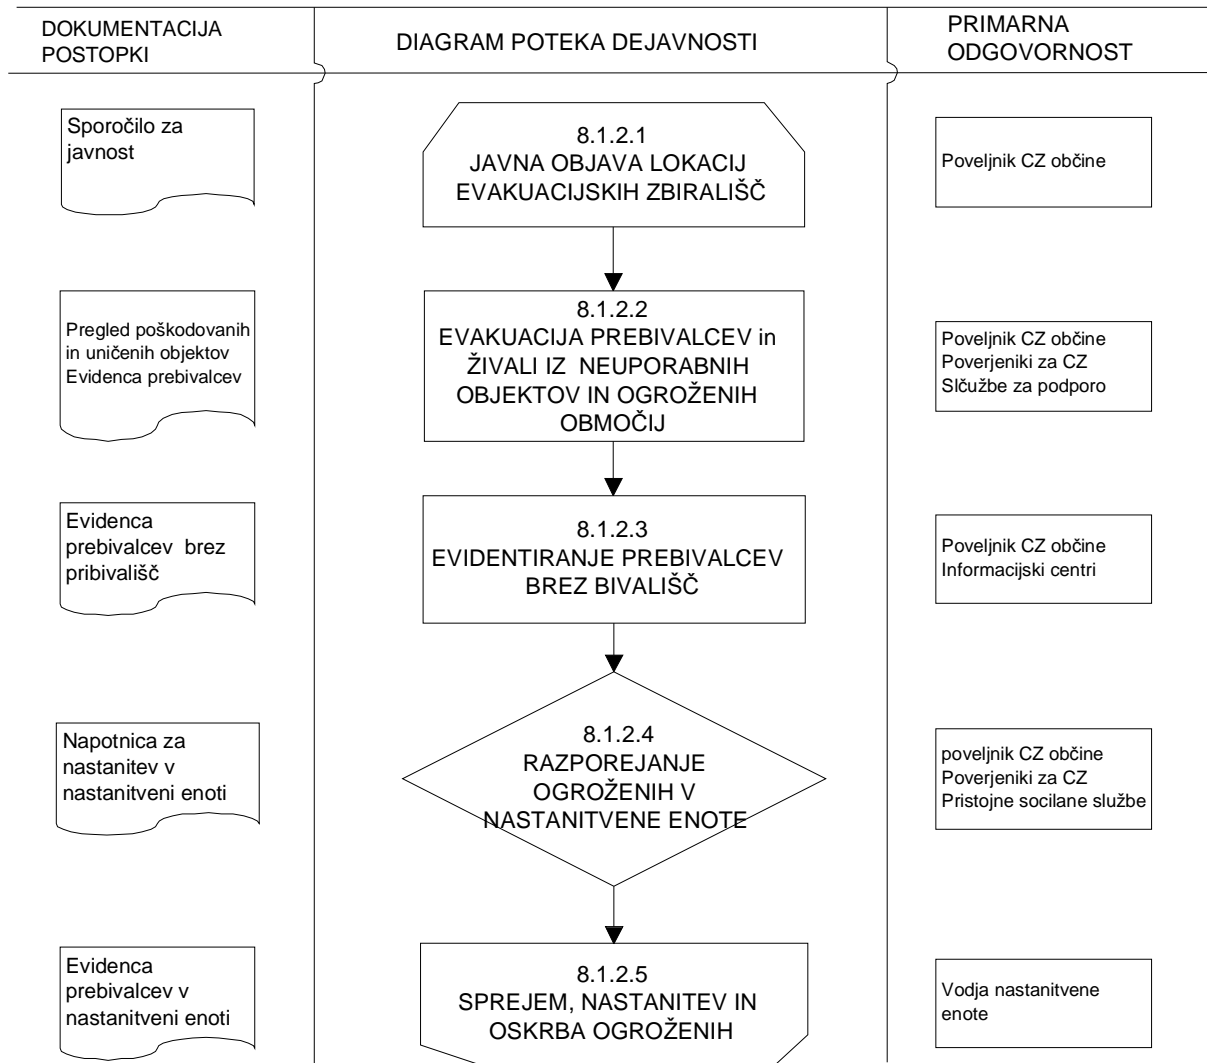 DOKUMENTACIJA
POSTOPKI
DIAGRAM POTEKA DEJAVNOSTI
PRIMARNA
ODGOVORNOST
Sporočilo za
javnost
8.1.2.1
JAVNA OBJAVA LOKACIJ
EVAKUACIJSKIH ZBIRALIŠČ
Poveljnik CZ občine
Pregled poškodovanih
in uničenih objektov
Evidenca prebivalcev
8.1.2.2
EVAKUACIJA PREBIVALCEV in
ŽIVALI IZ NEUPORABNIH
OBJEKTOV IN OGROŽENIH
OBMOČIJ
Poveljnik CZ občine
Poverjeniki za CZ
Slčužbe za podporo
Evidenca
prebivalcev brez
pribivališč
8.1.2.3
EVIDENTIRANJE PREBIVALCEV
BREZ BIVALIŠČ
Poveljnik CZ občine
Informacijski centri
Napotnica za
nastanitev v
nastanitveni enoti
8.1.2.4
RAZPOREJANJE
OGROŽENIH V
NASTANITVENE ENOTE
poveljnik CZ občine
Poverjeniki za CZ
Pristojne socilane službe
Evidenca
prebivalcev v
nastanitveni enoti
8.1.2.5
SPREJEM, NASTANITEV IN
OSKRBA OGROŽENIH
Vodja nastanitvene
enote